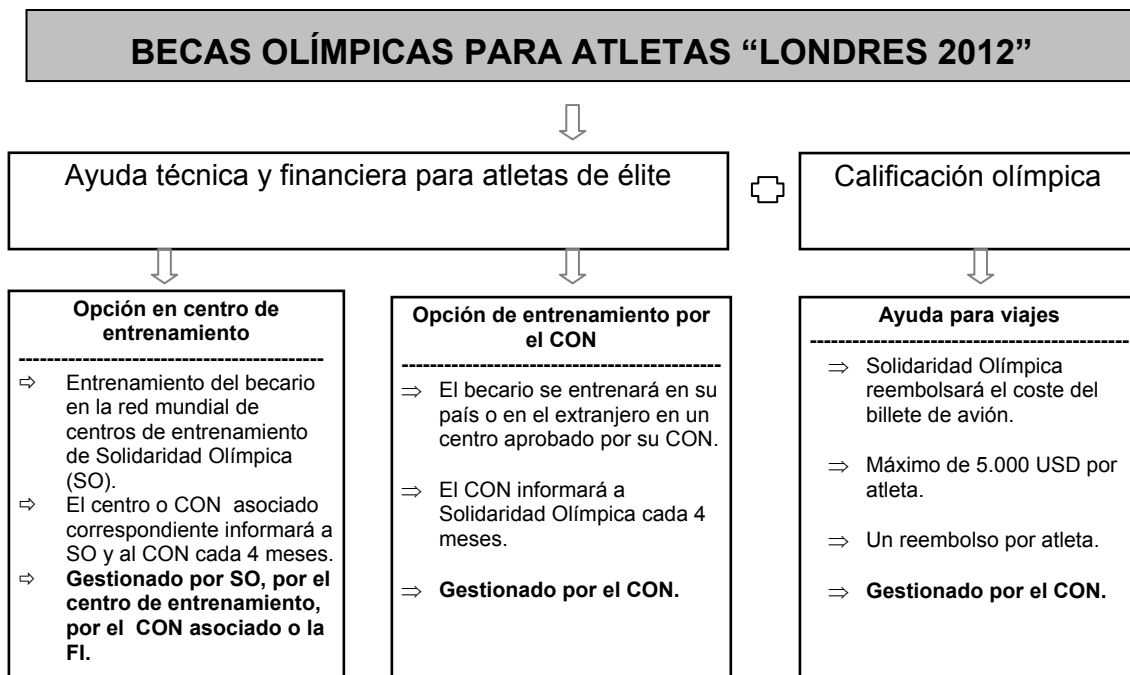 BECAS OLÍMPICAS PARA ATLETAS “LONDRES 2012”
Ayuda técnica y financiera para atletas de élite
Calificación olímpica
Opción en centro de
entrenamiento
-------------------------------------------
⇨ Entrenamiento del becario
en la red mundial de
centros de entrenamiento
de Solidaridad Olímpica
(SO).
⇨ El centro o CON asociado
correspondiente informará a
SO y al CON cada 4 meses.
⇨ Gestionado por SO, por el
centro de entrenamiento,
por el CON asociado o la
FI.
Opción de entrenamiento por
el CON
---------------------------------------------
⇒ El becario se entrenará en su
país o en el extranjero en un
centro aprobado por su CON.
⇒ El CON informará a
Solidaridad Olímpica cada 4
meses.
⇒ Gestionado por el CON.
Ayuda para viajes
---------------------------------------------
⇒ Solidaridad Olímpica
reembolsará el coste del
billete de avión.
⇒ Máximo de 5.000 USD por
atleta.
⇒ Un reembolso por atleta.
⇒ Gestionado por el CON.